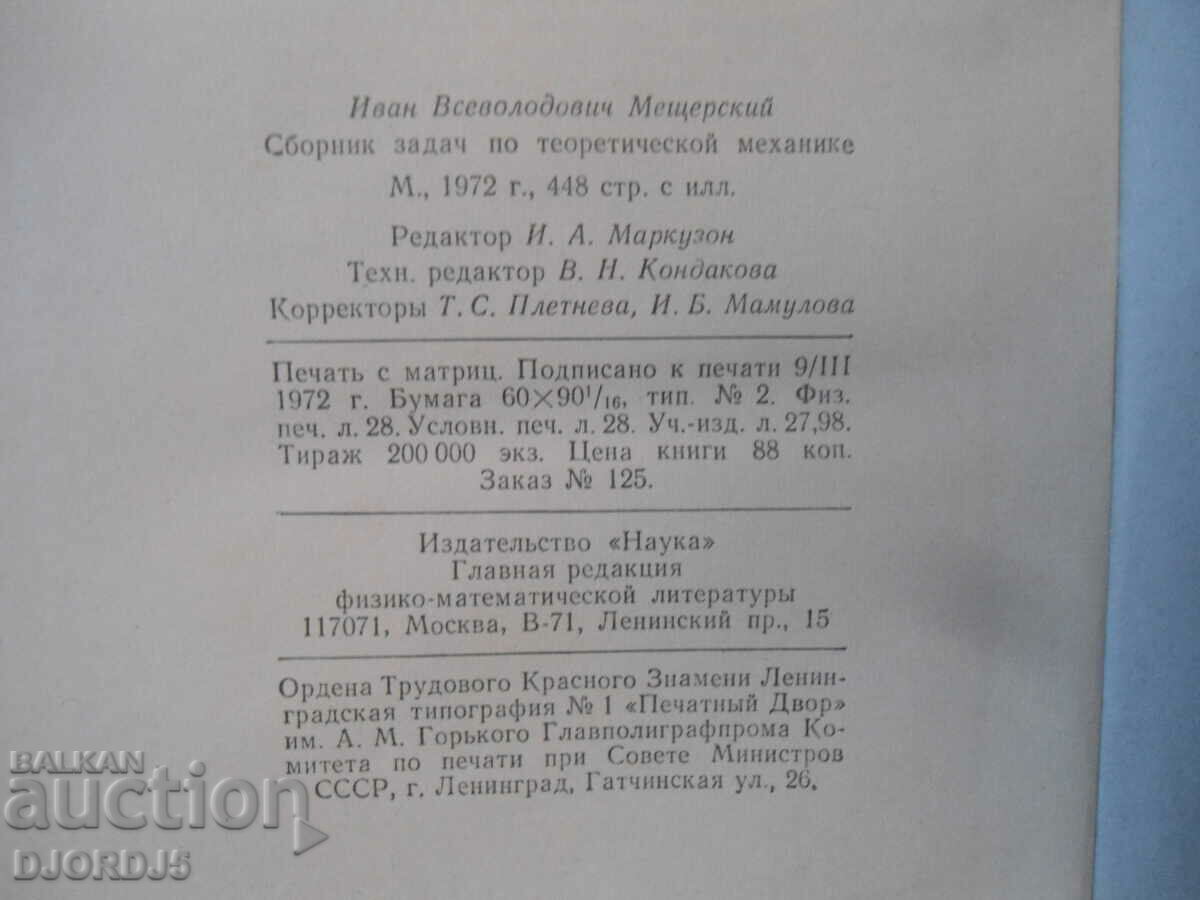 Иван Всеволодович Мещерский
Сборник задач по теоретической механике
М., 1972 г., 448 стр. с илл.
Редактор И. А. Маркузон
Техн. редактор В. Н. Кондакова
Корректоры Т. С. Плетнева, И. Б. Мамулова
Печать с матриц. Подписано к печати 9/III
1972 г. Бумага 60×90¹/₁₆, тип. № 2. Физ.
печ. л. 28. Условн. печ. л. 28. Уч.-изд. л. 27,98.
Тираж 200 000 экз. Цена книги 88 коп.
Заказ № 125.
Издательство «Наука»
Главная редакция
физико-математической литературы
117071, Москва, В-71, Ленинский пр., 15
Ордена Трудового Красного Знамени Ленин-
градская типография № 1 «Печатный Двор»
им. А. М. Горького Главполиграфпрома Ко-
митета по печати при Совете Министров
СССР, г. Ленинград, Гатчинская ул., 26.
BALKAN
auction
DJORDJ5